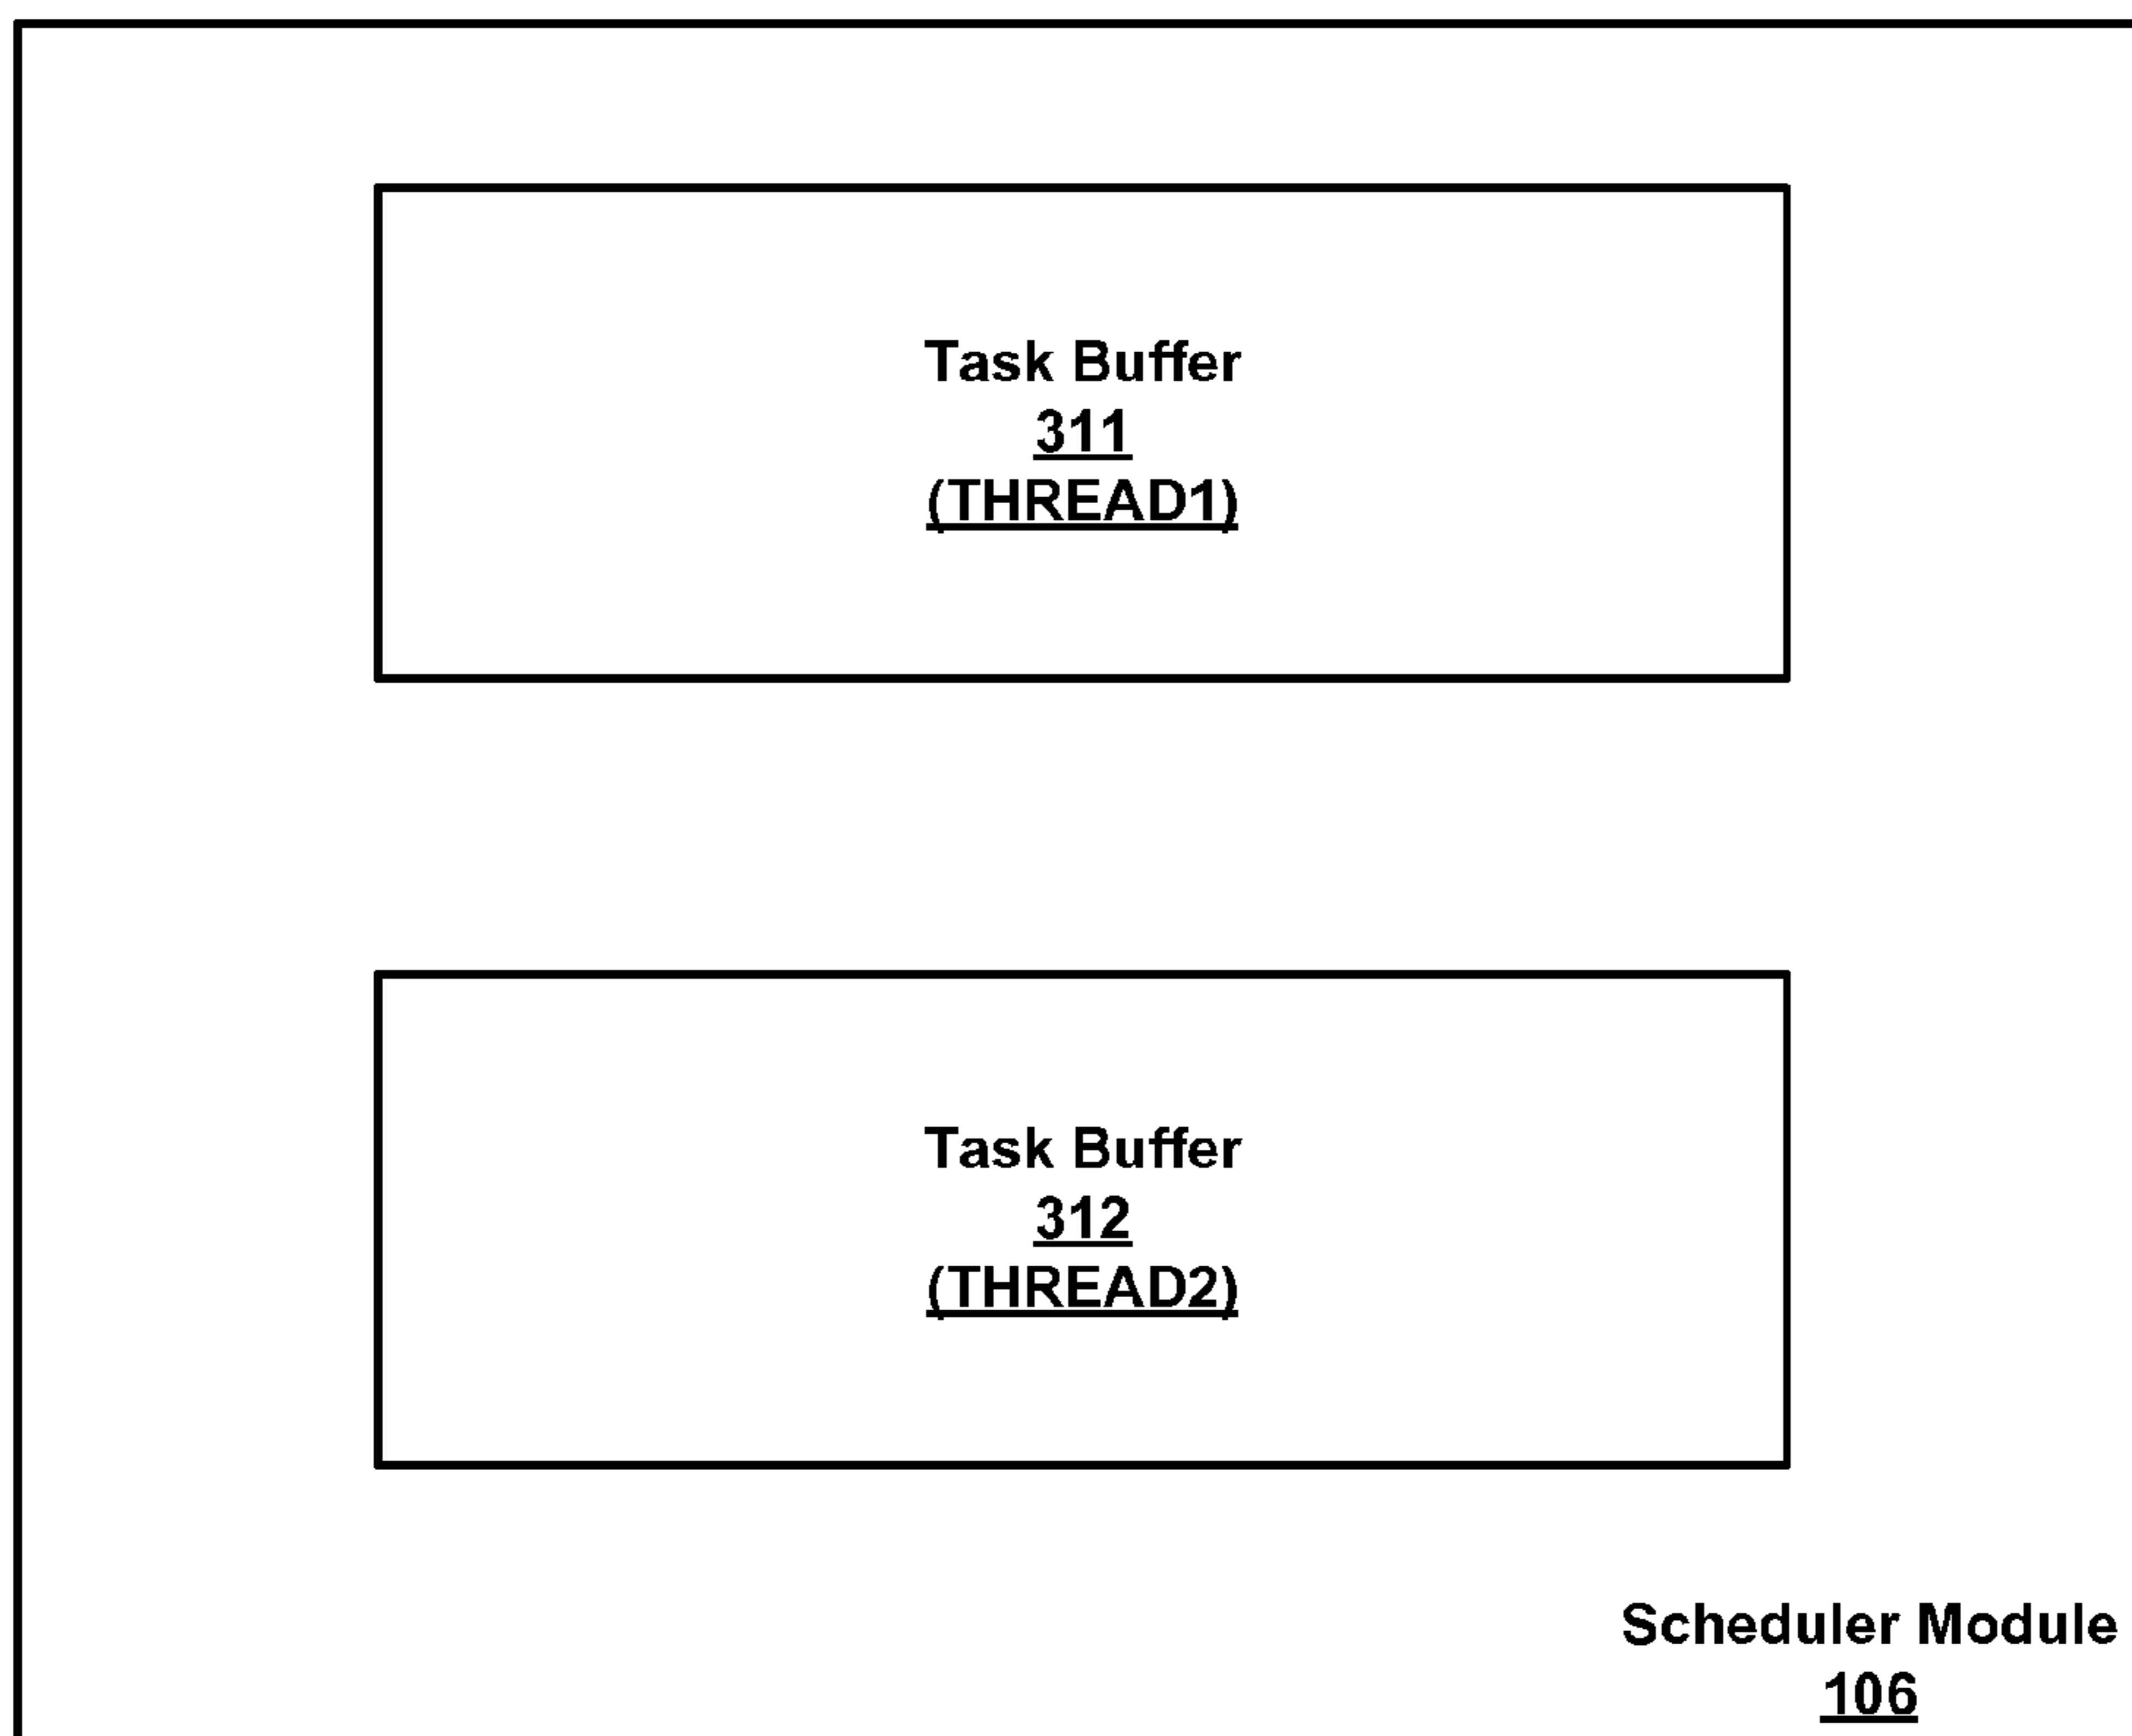 Task Buffer
311
(THREAD1)
Task Buffer
312
(THREAD2)
Scheduler Module
106